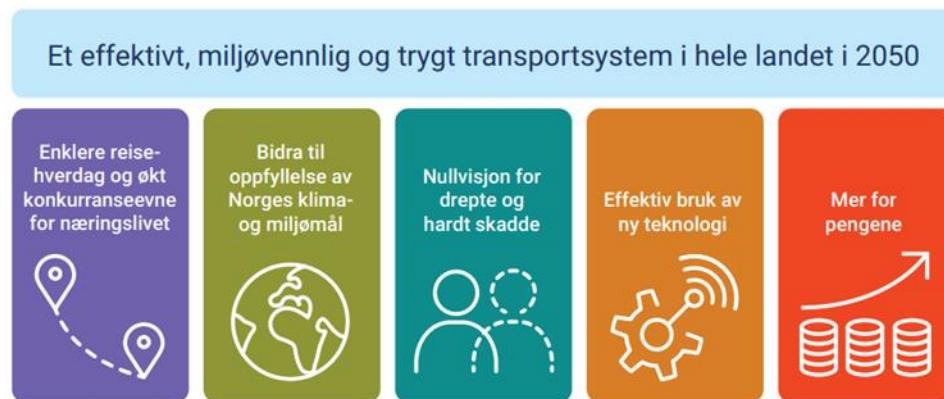 Et effektivt, miljøvennlig og trygt transportsystem i hele landet i 2050
Enklere reise-
hverdag og økt
konkurranseevne
for næringslivet
Bidra til
oppfyllelse av
Norges klima-
og miljømål
Nullvisjon for
drepte og
hardt skadde
Effektiv bruk av
ny teknologi
Mer for
pengene